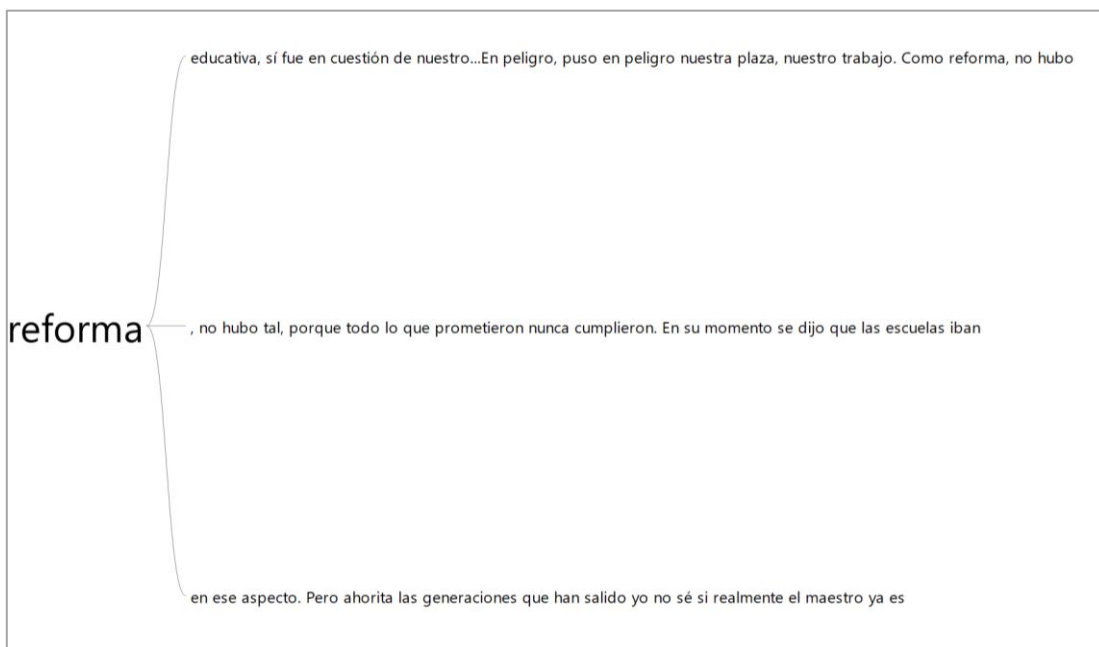 educativa, sí fue en cuestión de nuestro...En peligro, puso en peligro nuestra plaza, nuestro trabajo. Como reforma, no hubo
reforma
, no hubo tal, porque todo lo que prometieron nunca cumplieron. En su momento se dijo que las escuelas iban
en ese aspecto. Pero ahorita las generaciones que han salido yo no sé si realmente el maestro ya es